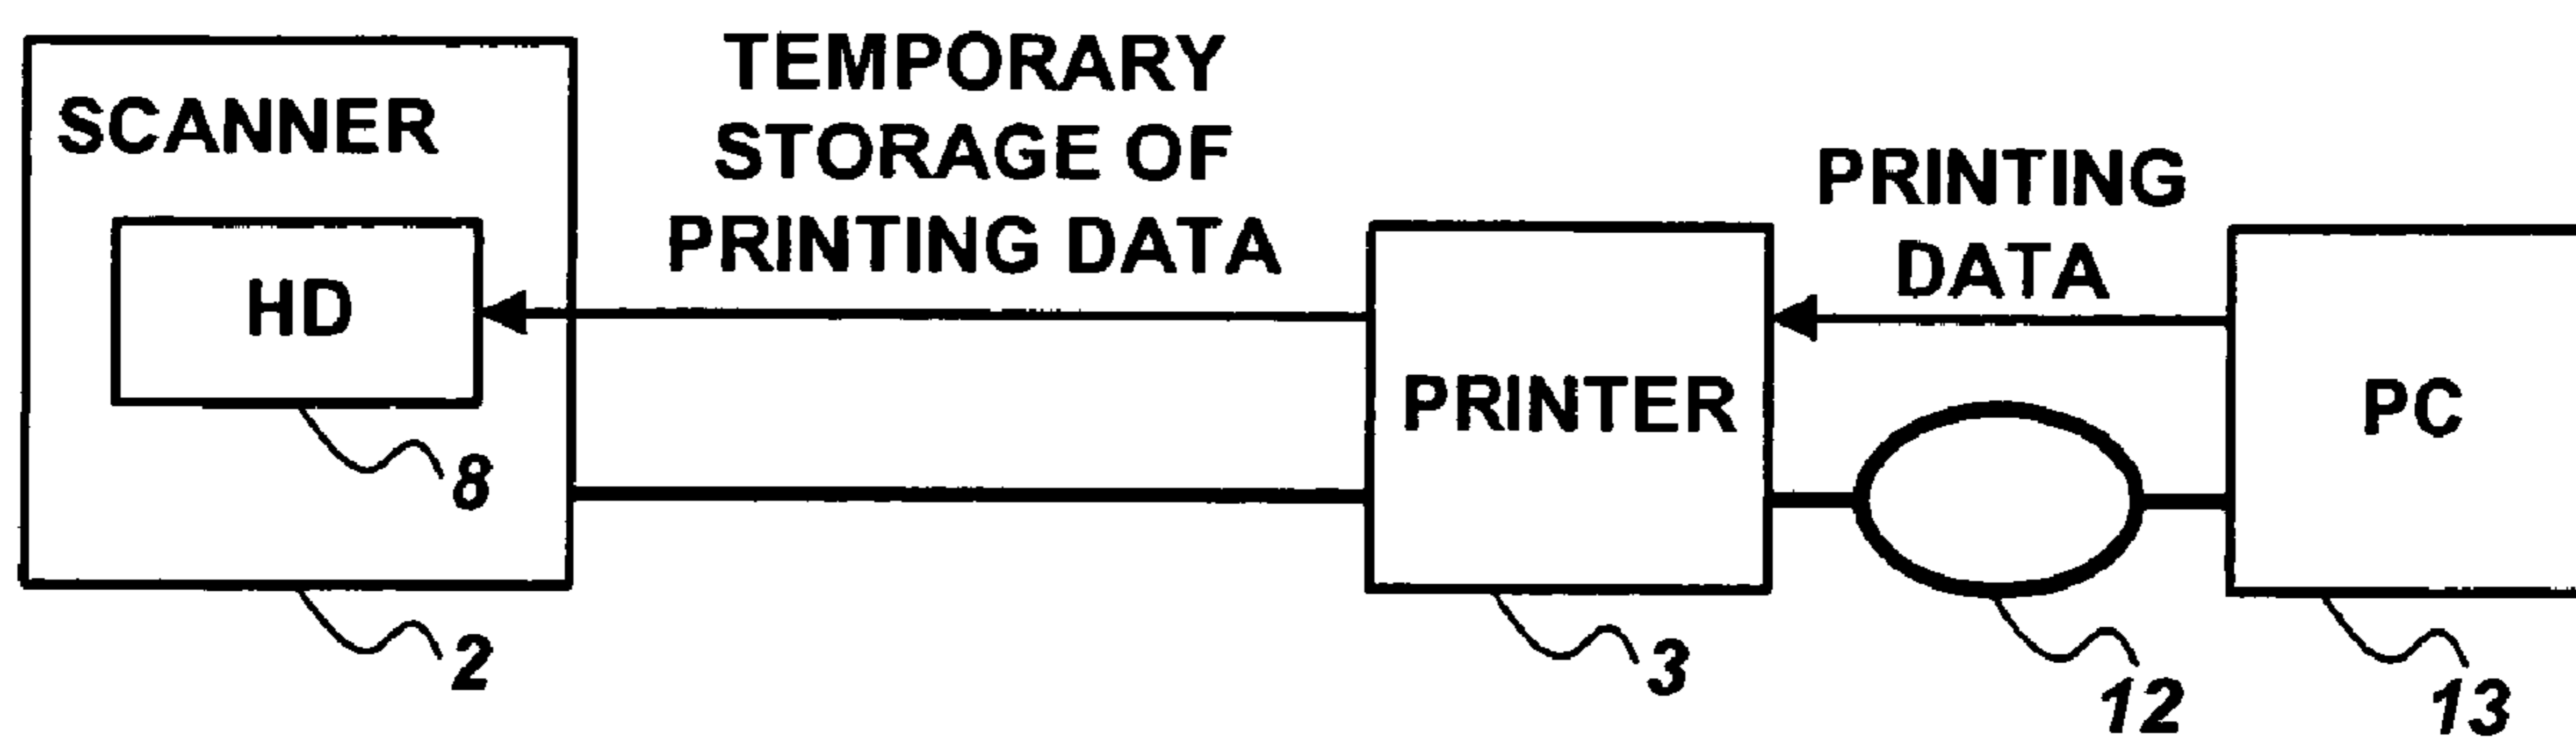 SCANNER
HD
8
2
TEMPORARY
STORAGE OF
PRINTING DATA
PRINTER
3
PRINTING
DATA
12
PC
13